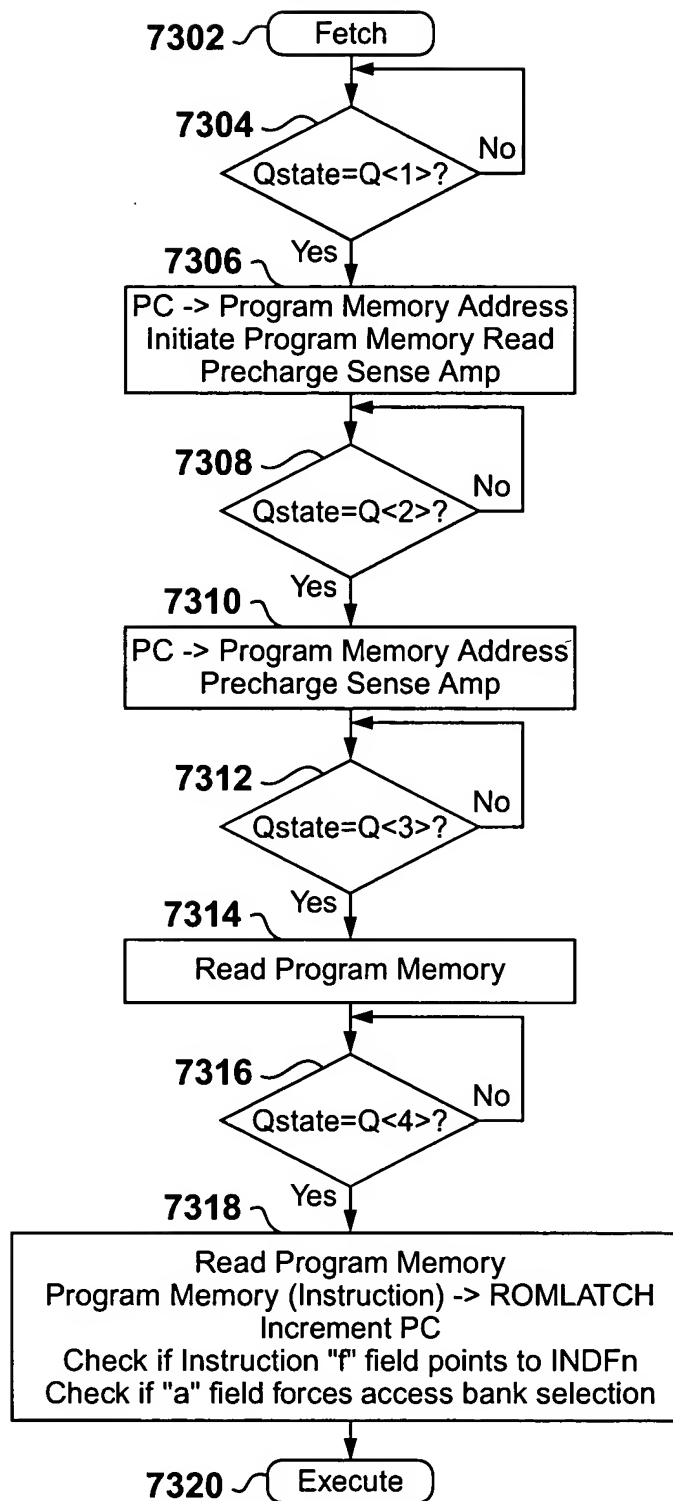 7302 Fetch
7304
Qstate=Q<1>? No
Yes
7306
PC -> Program Memory Address
Initiate Program Memory Read
Precharge Sense Amp
7308
Qstate=Q<2>? No
Yes
7310
PC -> Program Memory Address
Precharge Sense Amp
7312
Qstate=Q<3>? No
Yes
7314
Read Program Memory
7316
Qstate=Q<4>? No
Yes
7318
Read Program Memory
Program Memory (Instruction) -> ROMLATCH
Increment PC
Check if Instruction "f" field points to INDFn
Check if "a" field forces access bank selection
7320 Execute